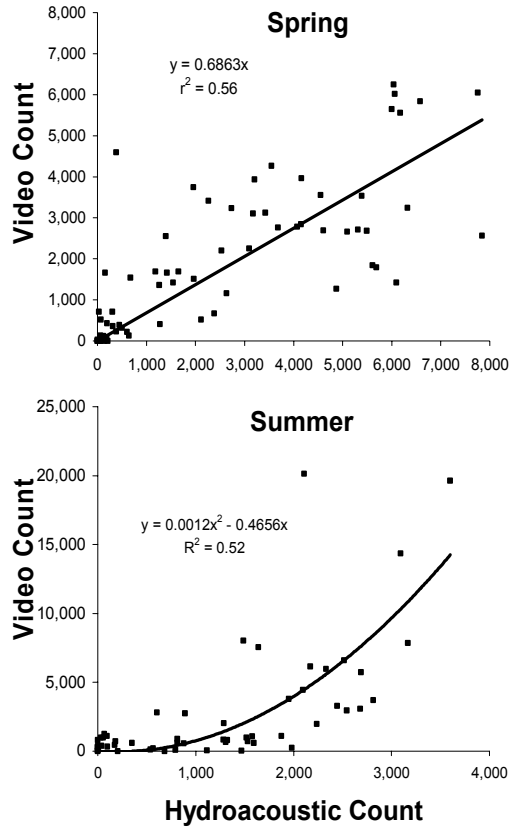 Spring
y = 0.6863x
r² = 0.56
Video Count
8,000
7,000
6,000
5,000
4,000
3,000
2,000
1,000
0
0 1,000 2,000 3,000 4,000 5,000 6,000 7,000 8,000
Summer
y = 0.0012x² - 0.4656x
R² = 0.52
Video Count
25,000
20,000
15,000
10,000
5,000
0
0 1,000 2,000 3,000 4,000
Hydroacoustic Count